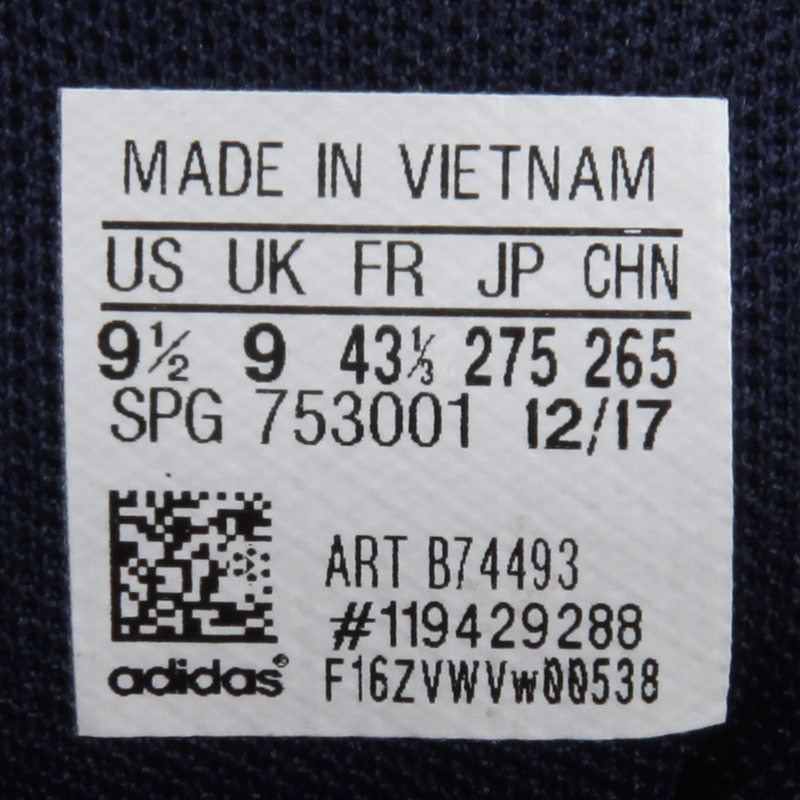 MADE IN VIETNAM
US UK FR JP CHN
9½ 9 43⅓ 275 265
SPG 753001 12/17
ART B74493
#119429288
adidas® F16ZVWVw00538